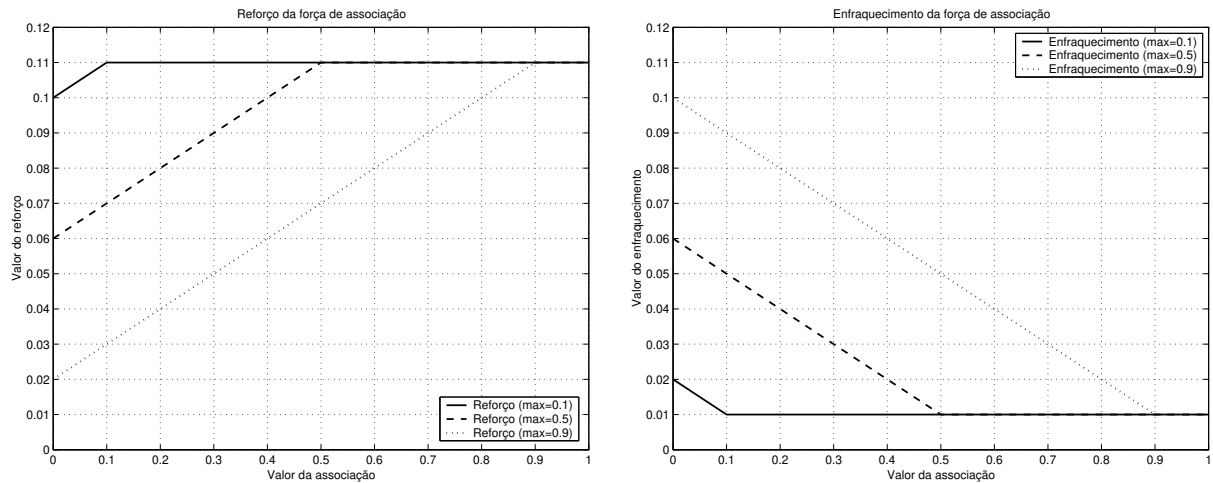 Reforço da força de associação
0.12
0.11
0.1
0.09
0.08
0.07
0.06
0.05
0.04
0.03
0.02
0.01
0
Valor do reforço
Reforço (max=0.1)
Reforço (max=0.5)
Reforço (max=0.9)
0 0.1 0.2 0.3 0.4 0.5 0.6 0.7 0.8 0.9 1
Valor da associação
Enfraquecimento da força de associação
0.12
0.11
0.1
0.09
0.08
0.07
0.06
0.05
0.04
0.03
0.02
0.01
0
Valor do enfraquecimento
Enfraquecimento (max=0.1)
Enfraquecimento (max=0.5)
Enfraquecimento (max=0.9)
0 0.1 0.2 0.3 0.4 0.5 0.6 0.7 0.8 0.9 1
Valor da associação